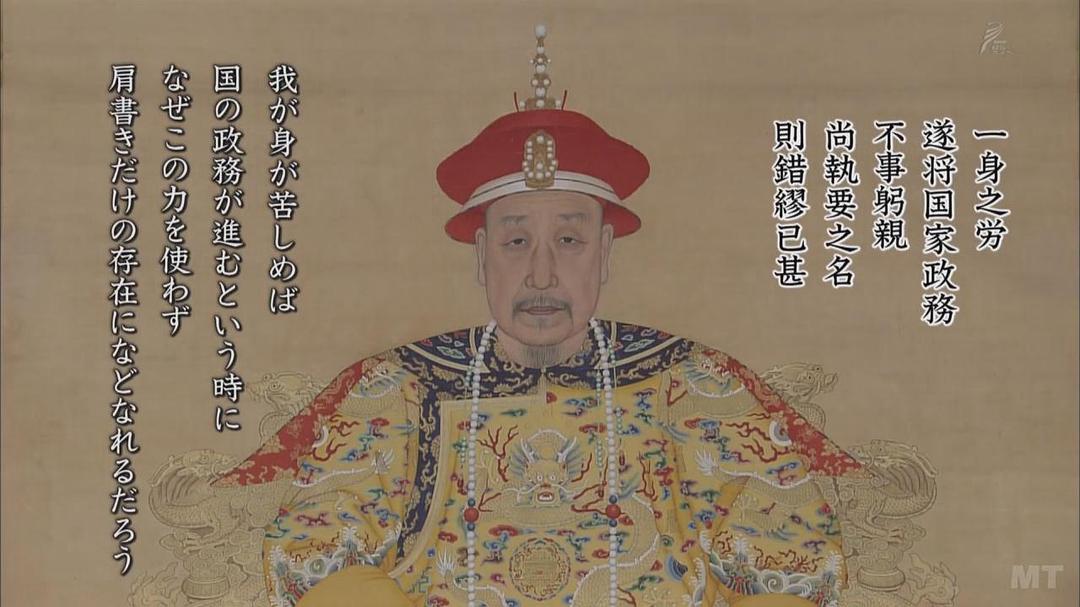 一身之労
遂将国家政務
不事躬親
尚執要之名
則錯繆已甚
我が身が苦しめば
国の政務が進むという時に
なぜこの力を使わず
肩書きだけの存在になどなれるだろう
MT